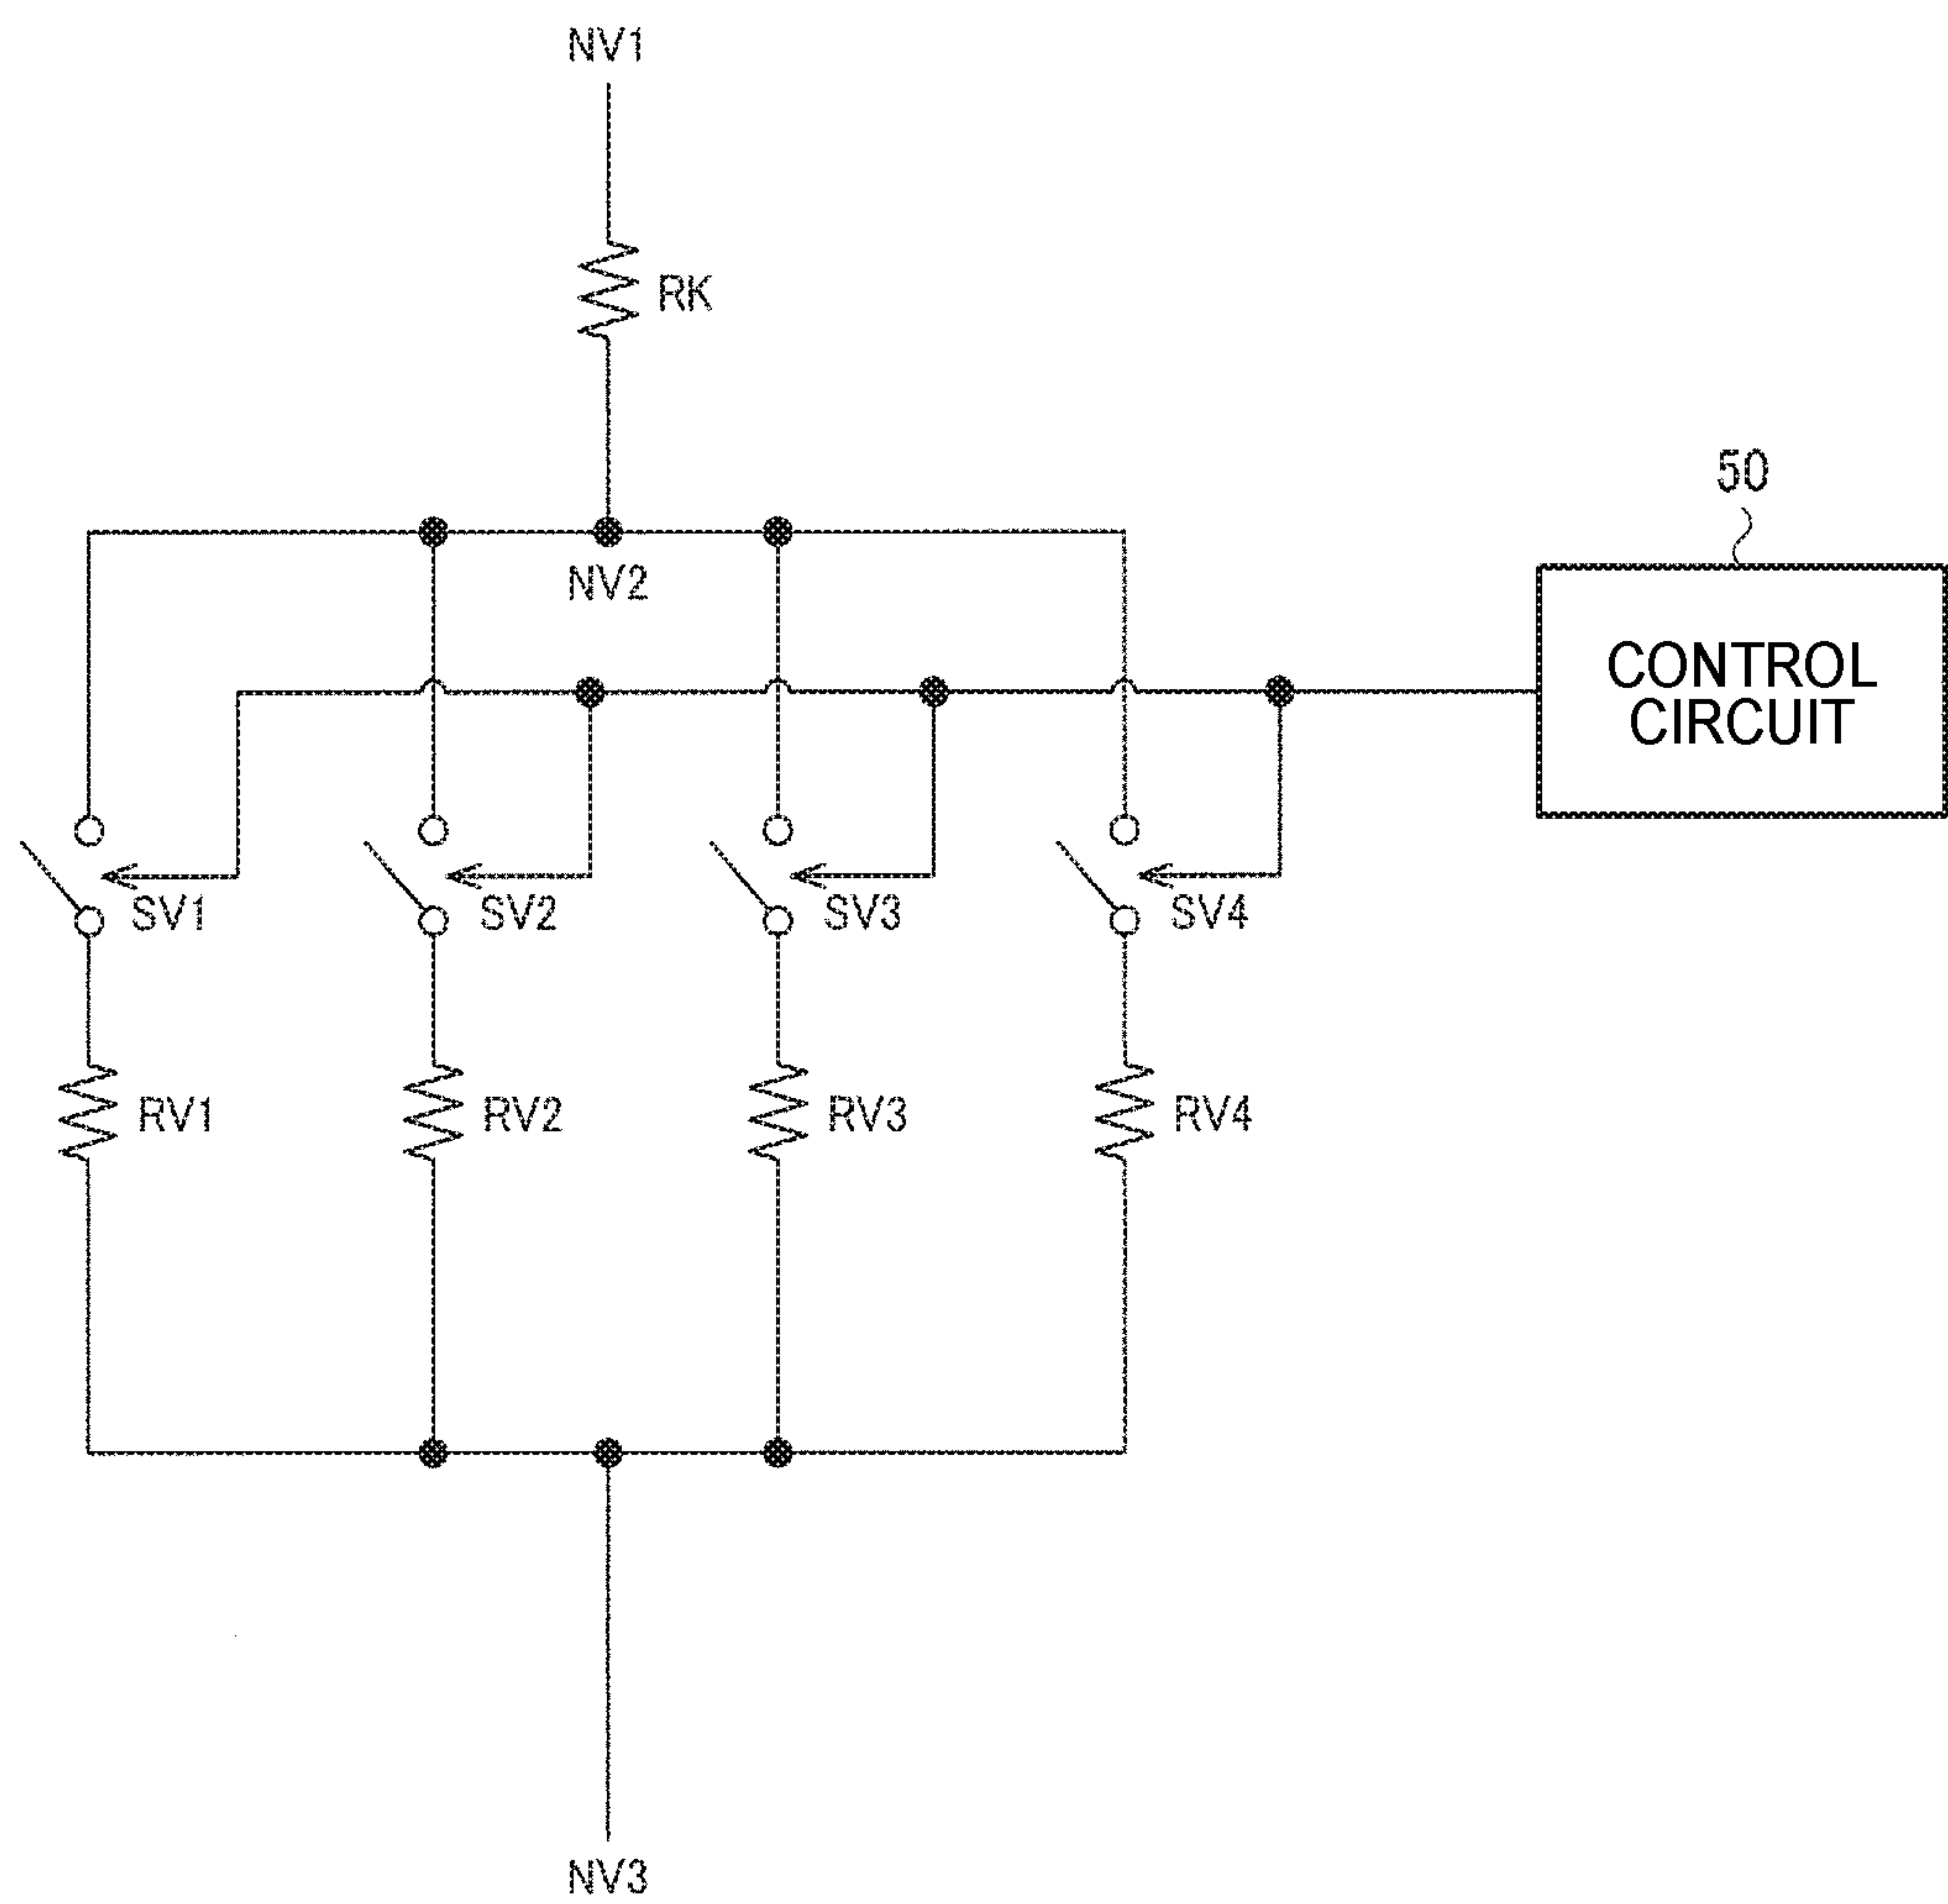 NV1
RK
50
NV2
CONTROL
CIRCUIT
SV1
SV2
SV3
SV4
RV1
RV2
RV3
RV4
NV3